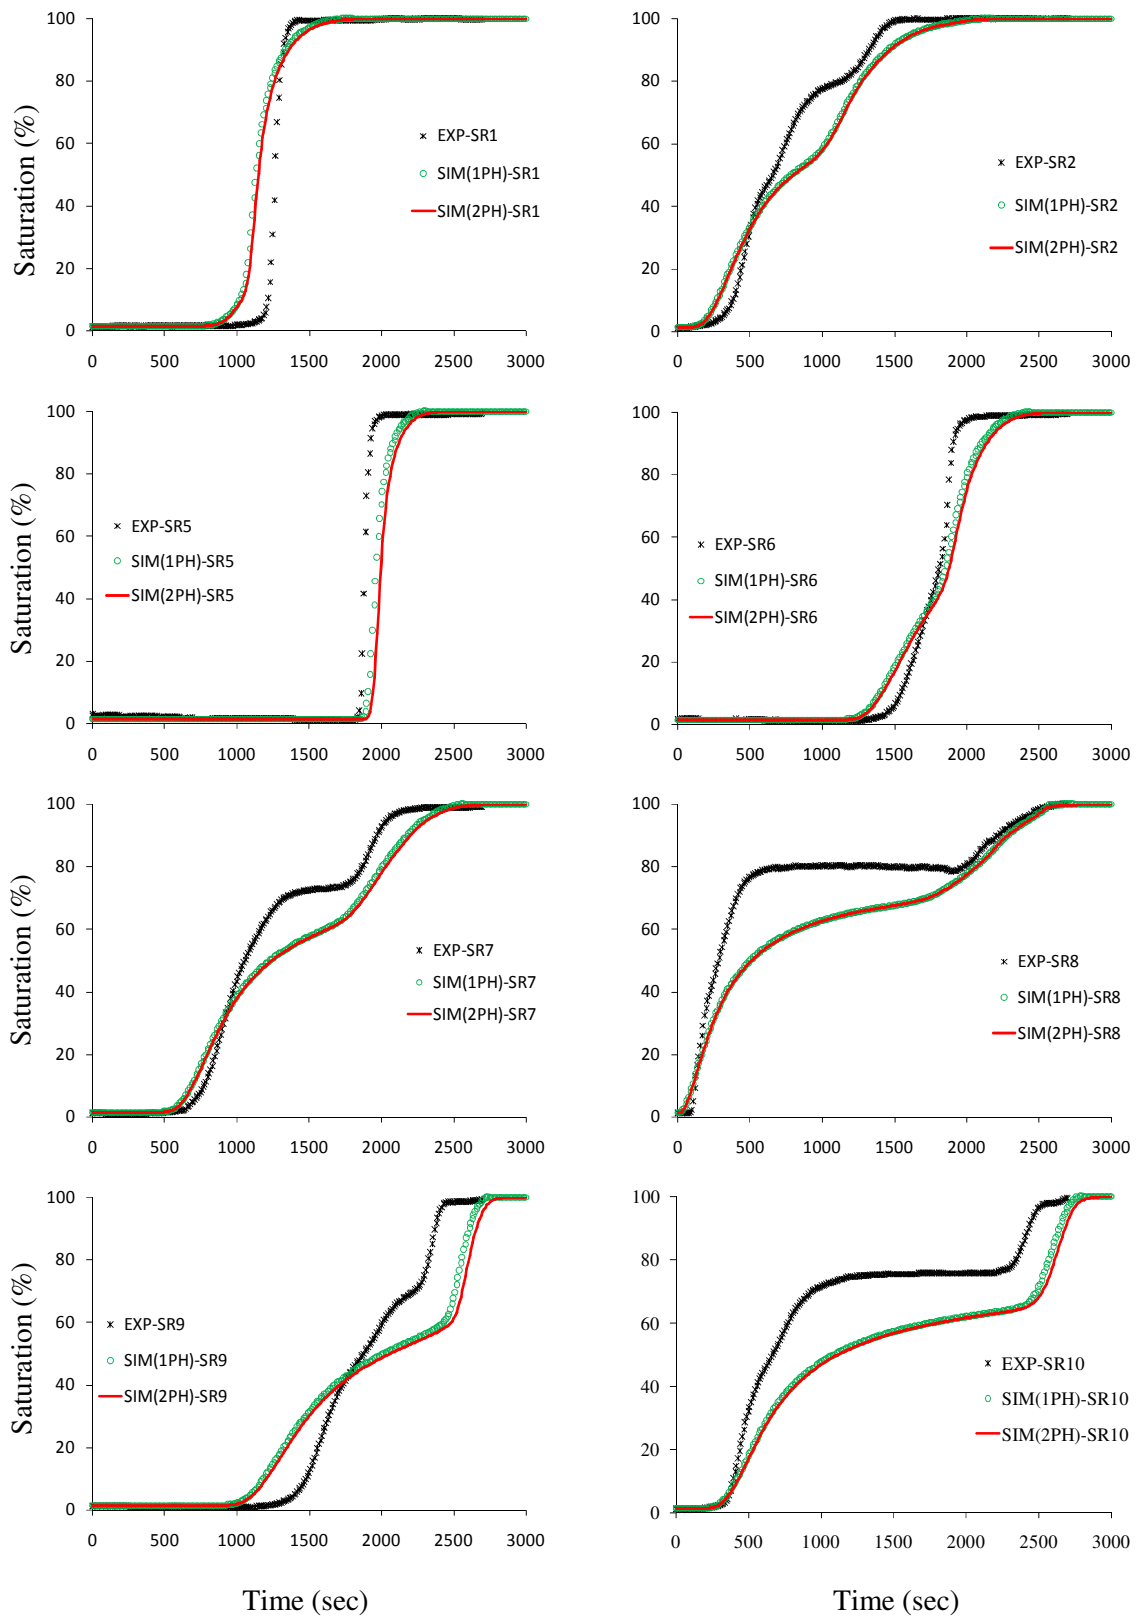 100
80
60
40
20
0
Saturation (%)
EXP-SR1
SIM(1PH)-SR1
SIM(2PH)-SR1
0 500 1000 1500 2000 2500 3000
100
80
60
40
20
0
EXP-SR2
SIM(1PH)-SR2
SIM(2PH)-SR2
0 500 1000 1500 2000 2500 3000
100
80
60
40
20
0
Saturation (%)
EXP-SR5
SIM(1PH)-SR5
SIM(2PH)-SR5
0 500 1000 1500 2000 2500 3000
100
80
60
40
20
0
EXP-SR6
SIM(1PH)-SR6
SIM(2PH)-SR6
0 500 1000 1500 2000 2500 3000
100
80
60
40
20
0
Saturation (%)
EXP-SR7
SIM(1PH)-SR7
SIM(2PH)-SR7
0 500 1000 1500 2000 2500 3000
100
80
60
40
20
0
EXP-SR8
SIM(1PH)-SR8
SIM(2PH)-SR8
0 500 1000 1500 2000 2500 3000
100
80
60
40
20
0
Saturation (%)
EXP-SR9
SIM(1PH)-SR9
SIM(2PH)-SR9
0 500 1000 1500 2000 2500 3000
Time (sec)
100
80
60
40
20
0
EXP-SR10
SIM(1PH)-SR10
SIM(2PH)-SR10
0 500 1000 1500 2000 2500 3000
Time (sec)